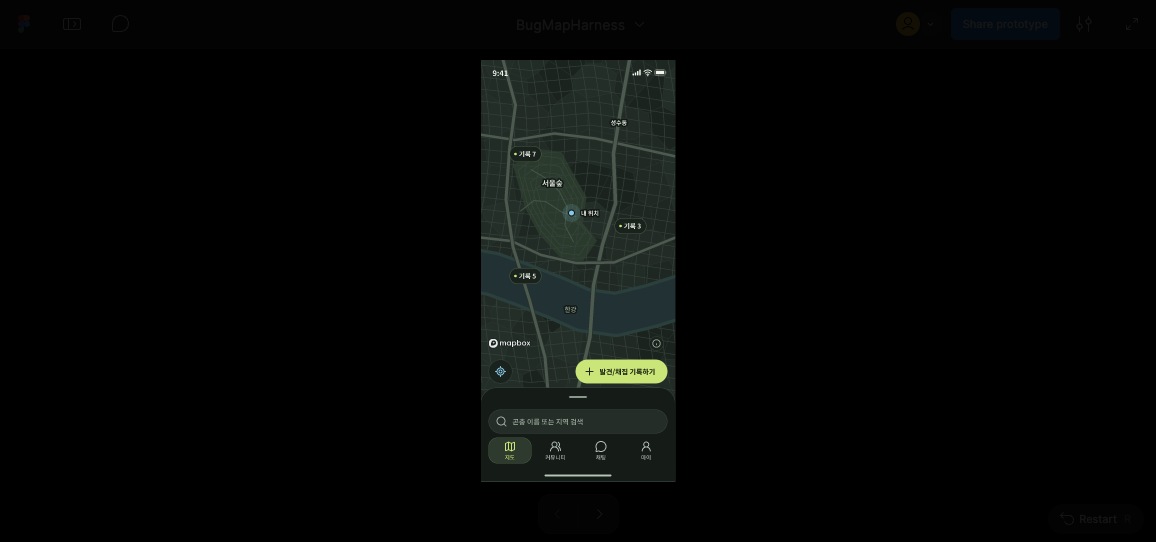 BugMapHarness
Share prototype
9:41
성수동
기록 7
서울숲
내 위치
기록 3
기록 5
한강
mapbox
발견/채집 기록하기
곤충 이름 또는 지역 검색
지도
커뮤니티
채팅
마이
Restart R